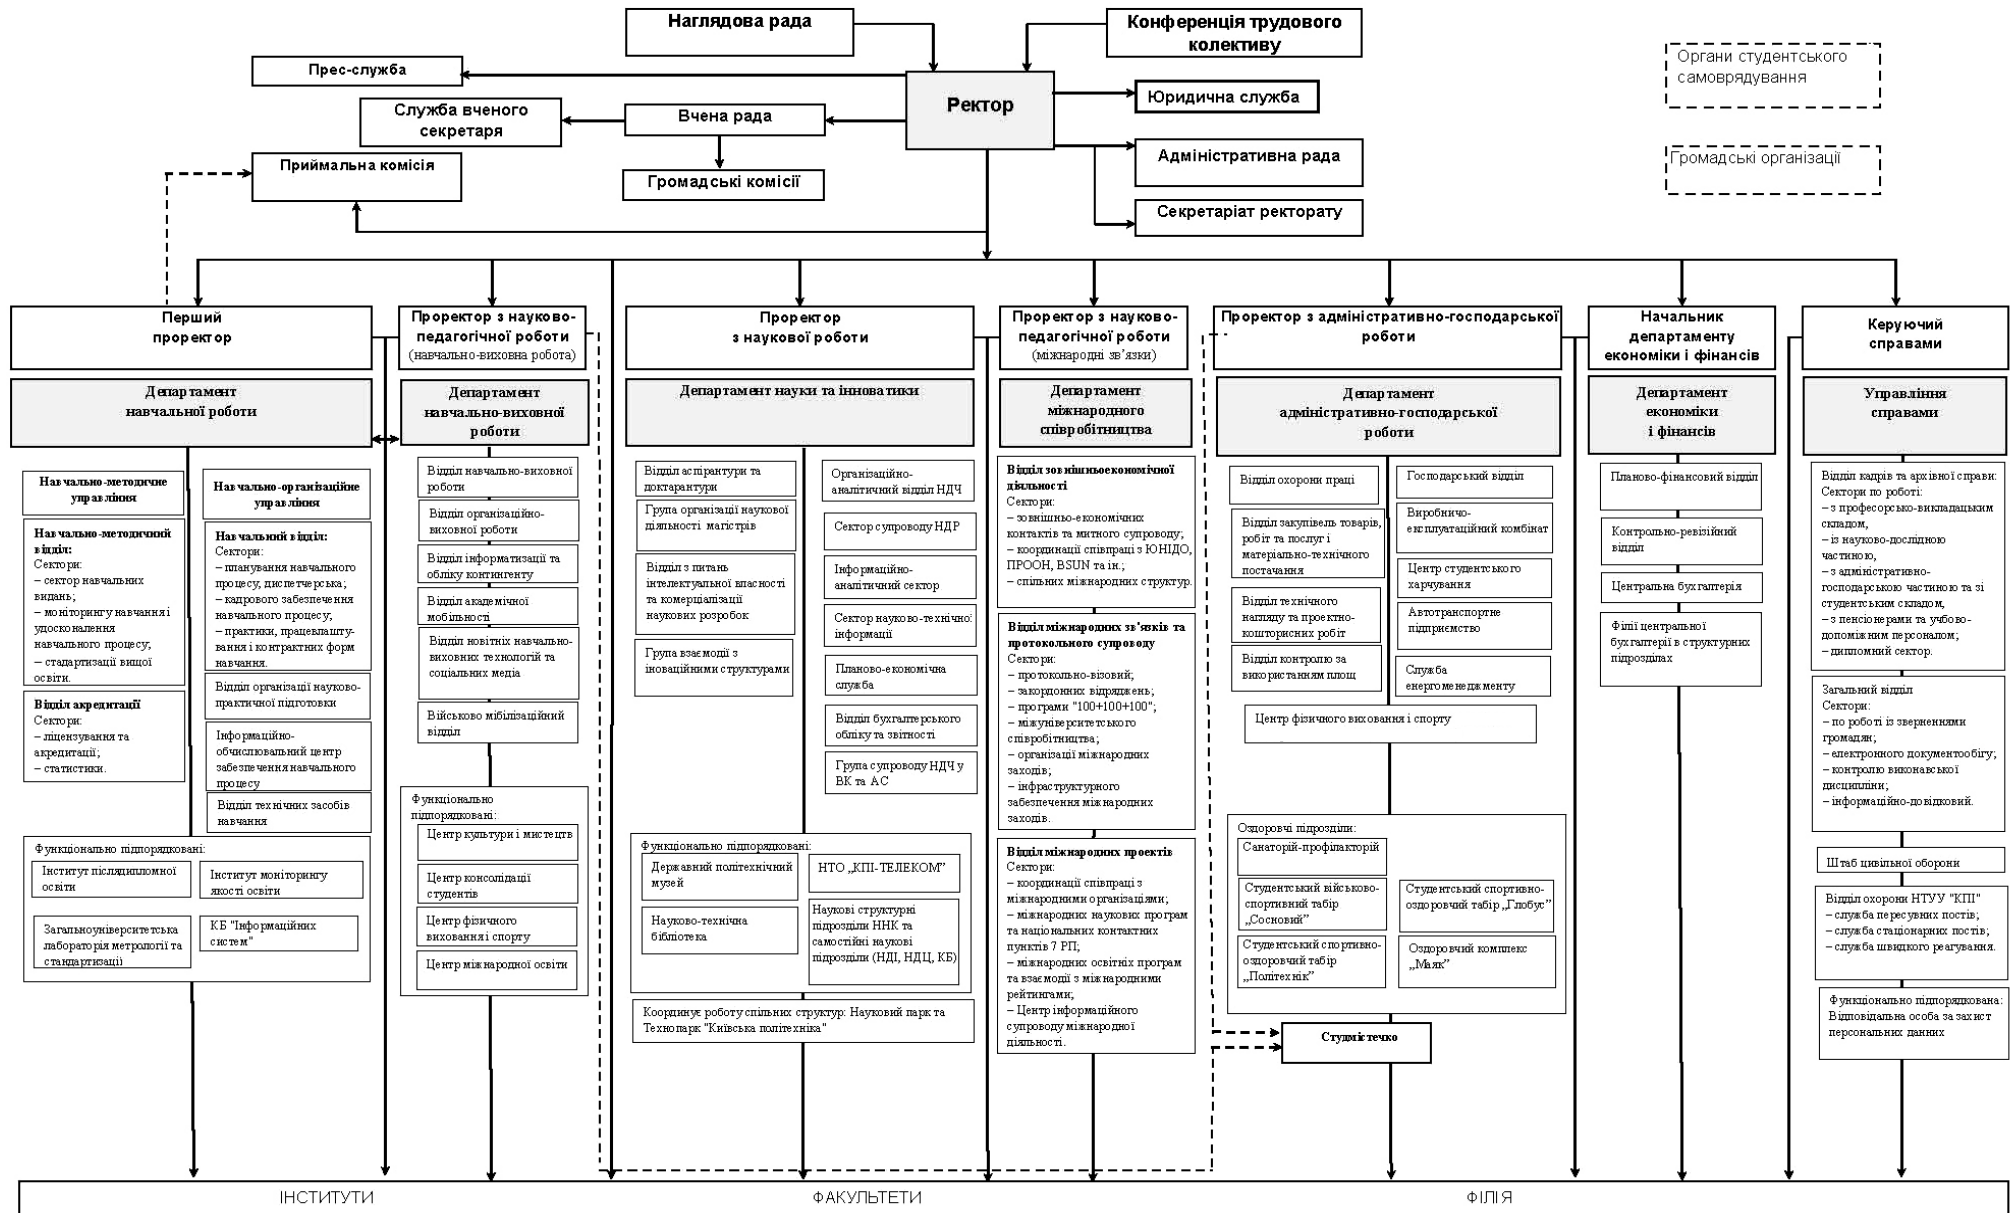 Наглядова рада
Конференція трудового
колективу
Органи студентського
самоврядування
Прес-служба
Ректор
Юридична служба
Служба вченого
секретаря
Вчена рада
Приймальна комісія
Громадські комісії
Адміністративна рада
Громадські організації
Секретаріат ректорату
Перший
проректор
Проректор з науково-
педагогічної роботи
(навчально-виховна робота)
Проректор
з наукової роботи
Проректор з науково-
педагогічної роботи
(міжнародні зв’язки)
Проректор з адміністративно-господарської
роботи
Начальник
департаменту
економіки і фінансів
Керуючий
справами
Департамент
навчальної роботи
Департамент
навчально-виховної
роботи
Департамент науки та інноватики
Департамент
міжнародного
співробітництва
Департамент
адміністративно-господарської
роботи
Департамент
економіки
і фінансів
Управління
справами
Навчально-методичне
управління
Навчально-методичний
відділ:
Сектори:
– сектор навчальних
видань;
– моніторингу навчання і
удосконалення
навчального процесу;
– стадартизації вищої
освіти.
Відділ акредитації
Сектори:
– ліцензування та
акредитації;
– статистики.
Навчально-організаційне
управління
Навчальний відділ:
Сектори:
– планування навчального
процесу, диспетчерська;
– кадрового забезпечення
навчального процесу;
– практики, працевлашту-
вання і контрактних форм
навчання.
Відділ організації науково-
практичної підготовки
Інформаційно-
обчислювальний центр
забезпечення навчального
процесу
Відділ технічних засобів
навчання
Функціонально підпорядковані:
Інститут післядипломної
освіти
Інститут моніторингу
якості освіти
Загальноуніверситетська
лабораторія метрології та
стандартизації
КБ "Інформаційних
систем"
Відділ навчально-виховної
роботи
Відділ організаційно-
виховної роботи
Відділ інформатизації та
обліку контингенту
Відділ академічної
мобільності
Відділ новітніх навчально-
виховних технологій та
соціальних медіа
Військово мібілізаційний
відділ
Функціонально
підпорядковані:
Центр культури і мистецтв
Центр консолідації
студентів
Центр фізичного
виховання і спорту
Центр міжнародної освіти
Відділ аспірантури та
доктарантури
Група організації наукової
діяльності магістрів
Відділ з питань
інтелектуальної власності
та комерціалізації
наукових розробок
Група взаємодії з
іноваційними структурами
Організаційно-
аналітичний відділ НДЧ
Сектор супроводу НДР
Інформаційно-
аналітичний сектор
Сектор науково-технічної
інформації
Планово-економічна
служба
Відділ бухгалтерського
обліку та звітності
Група супроводу НДЧ у
ВК та АС
Функціонально підпорядковані:
Державний політехнічний
музей
НТО „КПІ-ТЕЛЕКОМ”
Науково-технічна
бібліотека
Наукові структурні
підрозділи ННК та
самостійні наукові
підрозділи (НДІ, НДЦ, КБ)
Координує роботу спільних структур: Науковий парк та
Технопарк "Київська політехніка"
Відділ зовнішньоекономічної
діяльності
Сектори:
– зовнішньо-економічних
контактів та митного супроводу;
– координації співпраці з ЮНІДО,
ПРООН, BSUN та ін.;
– спільних міжнародних структур.
Відділ міжнародних зв’язків та
протокольного супроводу
Сектори:
– протокольно-візовий;
– закордонних відряджень;
– програми "100+100+100";
– міжуніверситетського
співробітництва;
– організації міжнародних
заходів;
– інфраструктурного
забезпечення міжнародних
заходів.
Відділ міжнародних проектів
Сектори:
– координації співпраці з
міжнародними організаціями;
– міжнародних наукових програм
та національних контактних
пунктів 7 РП;
– міжнародних освітніх програм
та взаємодії з міжнародними
рейтингами;
– Центр інформаційного
супроводу міжнародної
діяльності.
Відділ охорони праці
Відділ закупівель товарів,
робіт та послуг і
матеріально-технічного
постачання
Відділ технічного
нагляду та проектно-
кошторисних робіт
Відділ контролю за
використанням площ
Господарський відділ
Виробничо-
експлуатаційний комбінат
Центр студентського
харчування
Автотранспортне
підприємство
Служба
енергоменеджменту
Центр фізичного виховання і спорту
Оздоровчі підрозділи:
Санаторій-профілакторій
Студентський військово-
спортивний табір
„Сосновий”
Студентський спортивно-
оздоровчий табір „Глобус”
Студентський спортивно-
оздоровчий табір
„Політехнік”
Оздоровчий комплекс
„Маяк”
Студмістечко
Планово-фінансовий відділ
Контрольно-ревізійний
відділ
Центральна бухгалтерія
Філії центральної
бухгалтерії в структурних
підрозділах
Відділ кадрів та архівної справи:
Сектори по роботі:
– з професорсько-викладацьким
складом,
– із науково-дослідною
частиною,
– з адміністративно-
господарською частиною та зі
студентським складом,
– з пенсіонерами та учбово-
допоміжним персоналом;
– дипломний сектор.
Загальний відділ
Сектори:
– по роботі із зверненнями
громадян;
– електронного документообігу;
– контролю виконавської
дисципліни;
– інформаційно-довідковий.
Штаб цивільної оборони
Відділ охорони НТУУ "КПІ"
– служба пересувних постів;
– служба стаціонарних постів;
– служба швидкого реагування.
Функціонально підпорядкована:
Відповідальна особа за захист
персональних данних
ІНСТИТУТИ
ФАКУЛЬТЕТИ
ФІЛІЯ